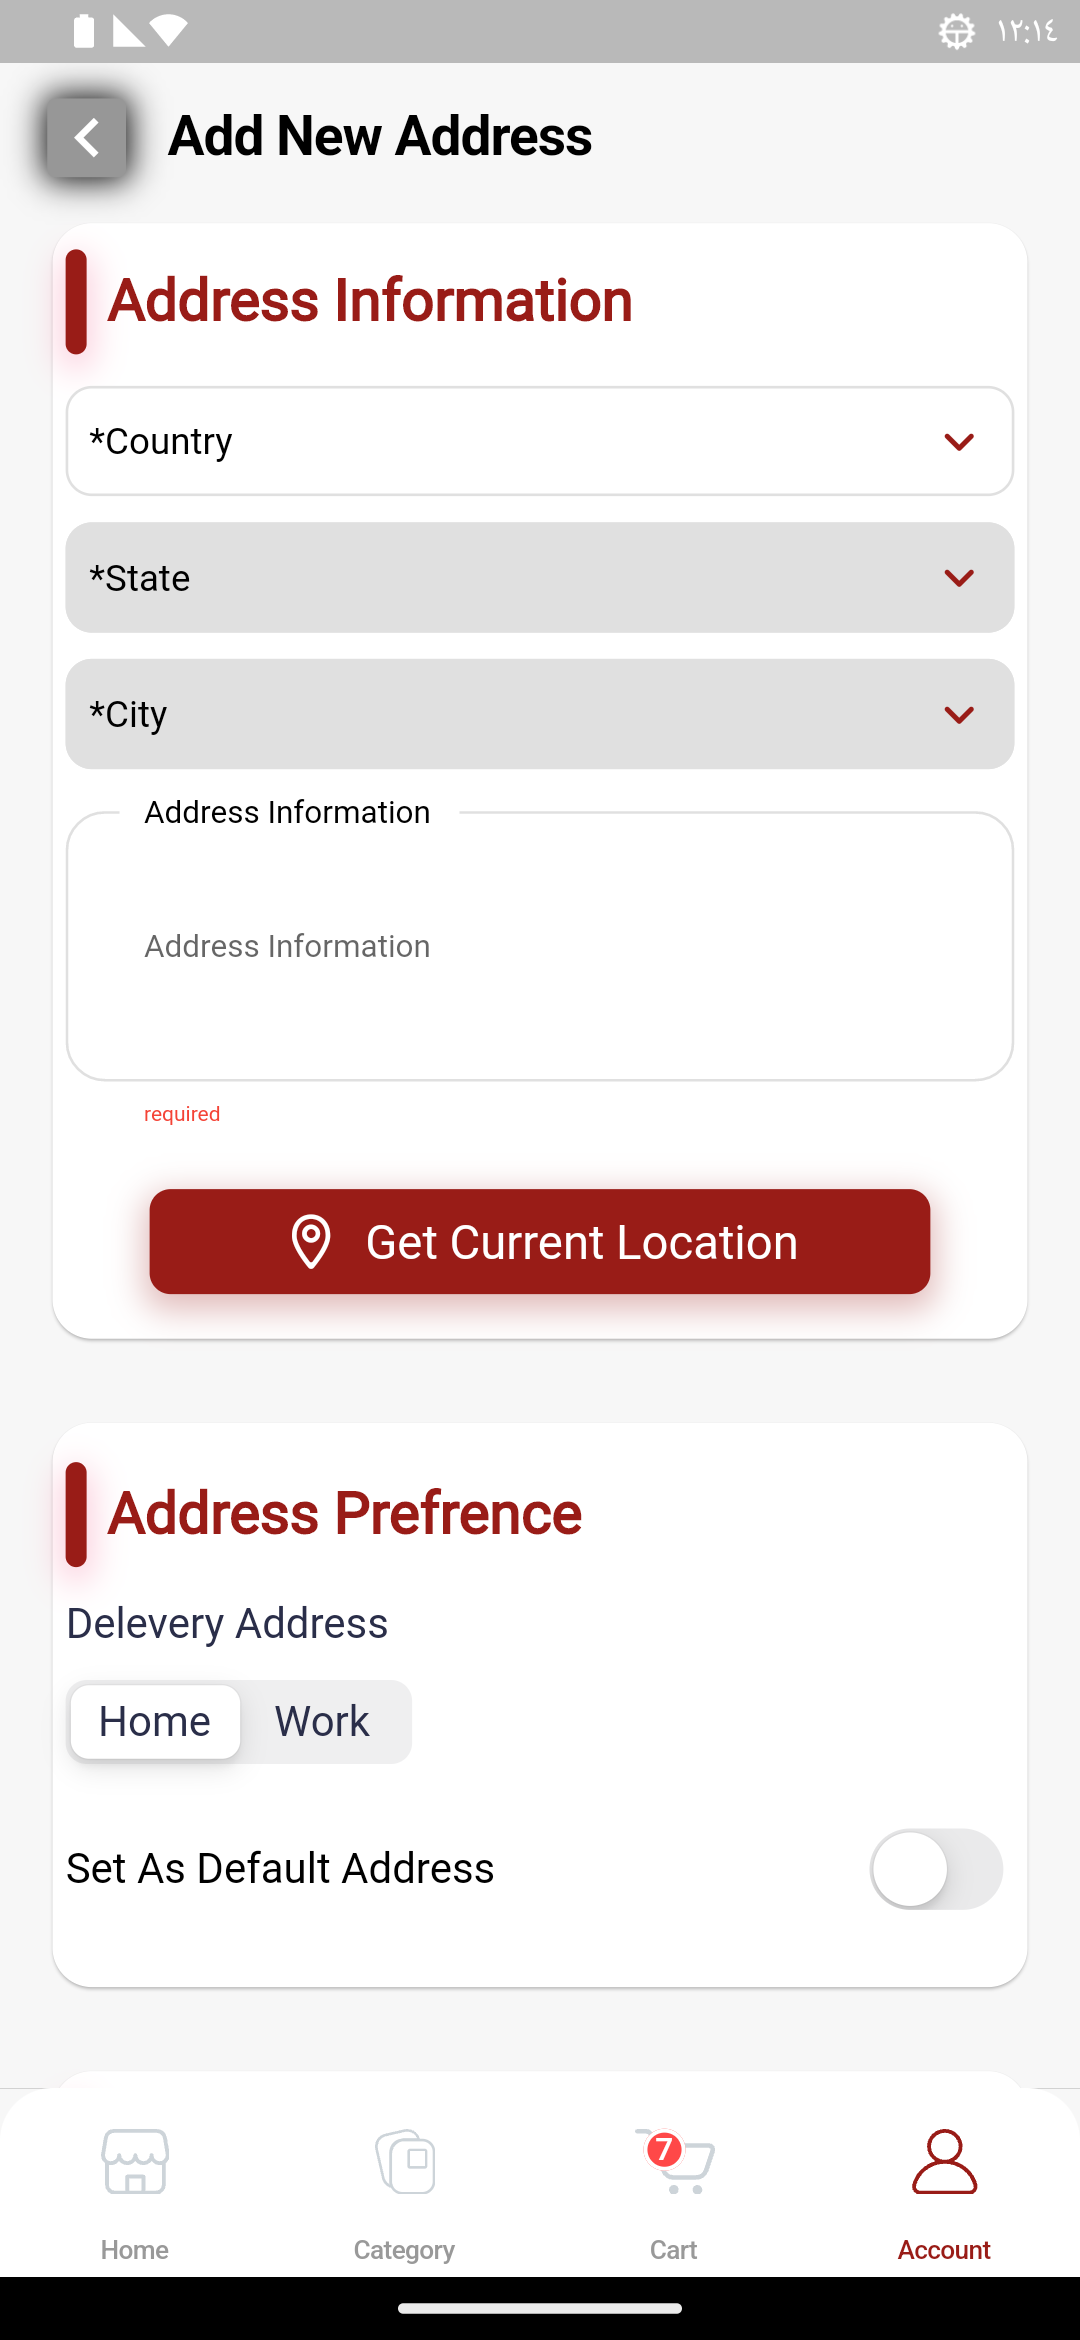 ١٢:١٤
Add New Address
Address Information
*Country
*State
*City
Address Information
Address Information
required
Get Current Location
Address Prefrence
Delevery Address
Home Work
Set As Default Address
7
Home Category Cart Account